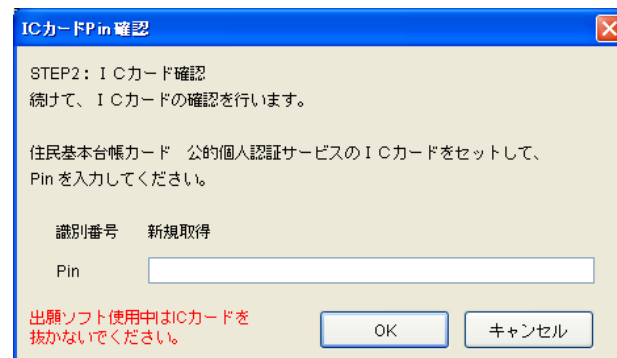 ICカードPin確認
STEP2：ＩＣカード確認
続けて、ＩＣカードの確認を行います。
住民基本台帳カード　公的個人認証サービスのＩＣカードをセットして、
Pinを入力してください。
識別番号　新規取得
Pin
出願ソフト使用中はICカードを
抜かないでください。
OK　キャンセル